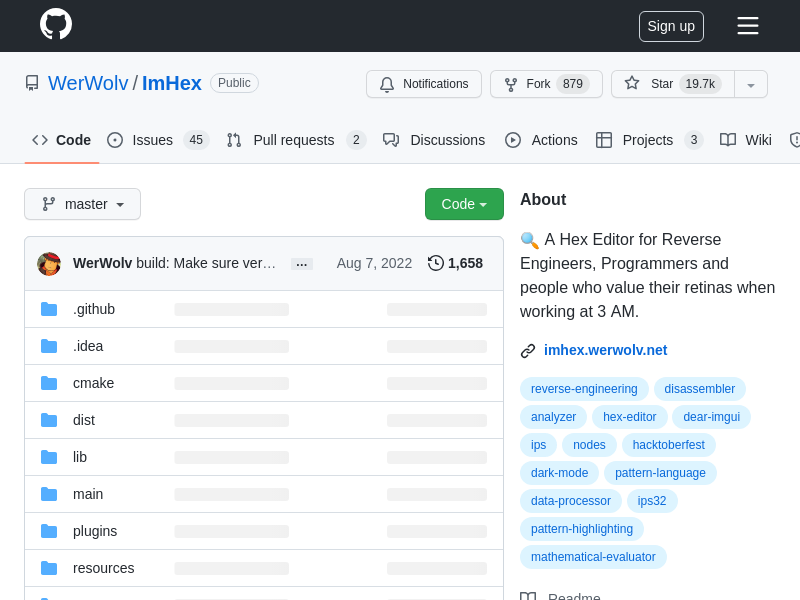 Sign up
WerWolv / ImHex Public
Notifications Fork 879 Star 19.7k
Code Issues 45 Pull requests 2 Discussions Actions Projects 3 Wiki
master Code
WerWolv build: Make sure ver… … Aug 7, 2022 1,658
.github
.idea
cmake
dist
lib
main
plugins
resources
About
🔍 A Hex Editor for Reverse
Engineers, Programmers and
people who value their retinas when
working at 3 AM.
imhex.werwolv.net
reverse-engineering disassembler
analyzer hex-editor dear-imgui
ips nodes hacktoberfest
dark-mode pattern-language
data-processor ips32
pattern-highlighting
mathematical-evaluator
Readme